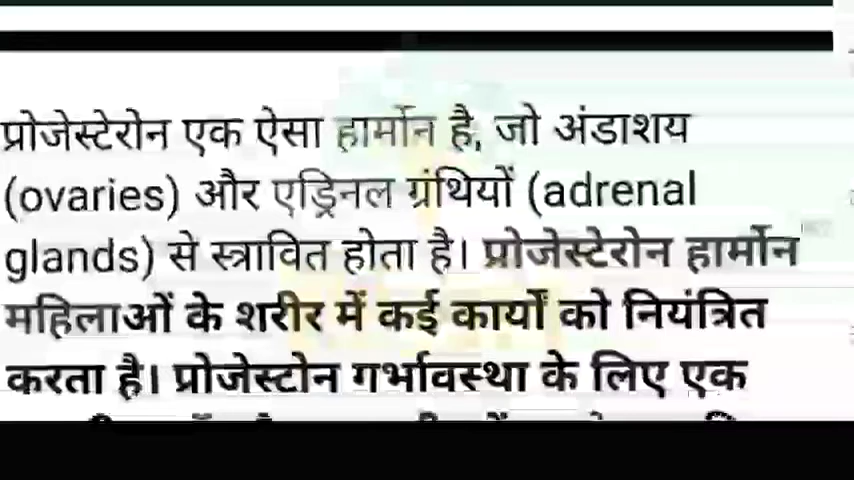 प्रोजेस्टेरोन एक ऐसा हार्मोन है, जो अंडाशय
(ovaries) और एड्रिनल ग्रंथियों (adrenal
glands) से स्त्रावित होता है। प्रोजेस्टेरोन हार्मोन
महिलाओं के शरीर में कई कार्यों को नियंत्रित
करता है। प्रोजेस्टोन गर्भावस्था के लिए एक